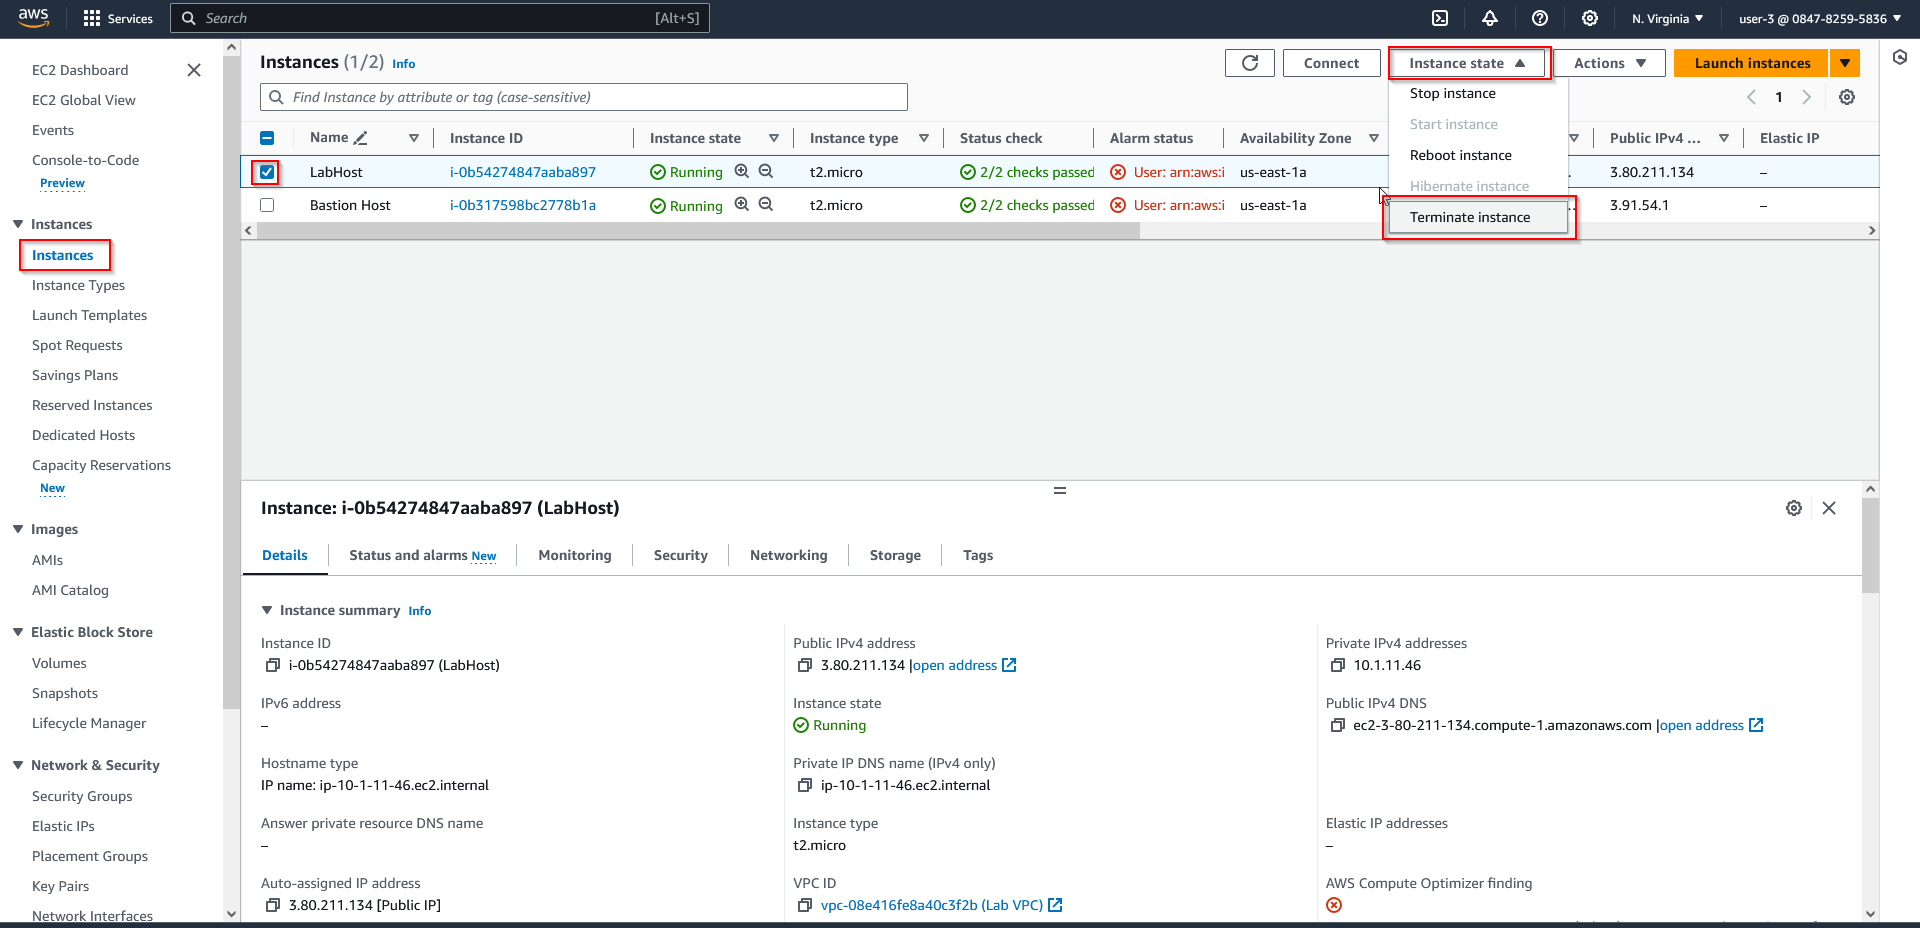 aws
Services
Search
[Alt+S]
N. Virginia
user-3 @ 0847-8259-5836
EC2 Dashboard
EC2 Global View
Events
Console-to-Code
Preview
Instances
Instances
Instance Types
Launch Templates
Spot Requests
Savings Plans
Reserved Instances
Dedicated Hosts
Capacity Reservations
New
Images
AMIs
AMI Catalog
Elastic Block Store
Volumes
Snapshots
Lifecycle Manager
Network & Security
Security Groups
Elastic IPs
Placement Groups
Key Pairs
Network Interfaces
Instances (1/2) Info
Connect
Instance state
Actions
Launch instances
Find Instance by attribute or tag (case-sensitive)
1
Stop instance
Start instance
Reboot instance
Hibernate instance
Terminate instance
Name Instance ID Instance state Instance type Status check Alarm status Availability Zone Public IPv4 ... Elastic IP
LabHost i-0b54274847aaba897 Running t2.micro 2/2 checks passed User: arn:aws:i us-east-1a 3.80.211.134 –
Bastion Host i-0b317598bc2778b1a Running t2.micro 2/2 checks passed User: arn:aws:i us-east-1a 3.91.54.1 –
Instance: i-0b54274847aaba897 (LabHost)
Details Status and alarms New Monitoring Security Networking Storage Tags
Instance summary Info
Instance ID
i-0b54274847aaba897 (LabHost)
Public IPv4 address
3.80.211.134 |open address
Private IPv4 addresses
10.1.11.46
IPv6 address
–
Instance state
Running
Public IPv4 DNS
ec2-3-80-211-134.compute-1.amazonaws.com |open address
Hostname type
IP name: ip-10-1-11-46.ec2.internal
Private IP DNS name (IPv4 only)
ip-10-1-11-46.ec2.internal
Answer private resource DNS name
–
Instance type
t2.micro
Elastic IP addresses
–
Auto-assigned IP address
3.80.211.134 [Public IP]
VPC ID
vpc-08e416fe8a40c3f2b (Lab VPC)
AWS Compute Optimizer finding